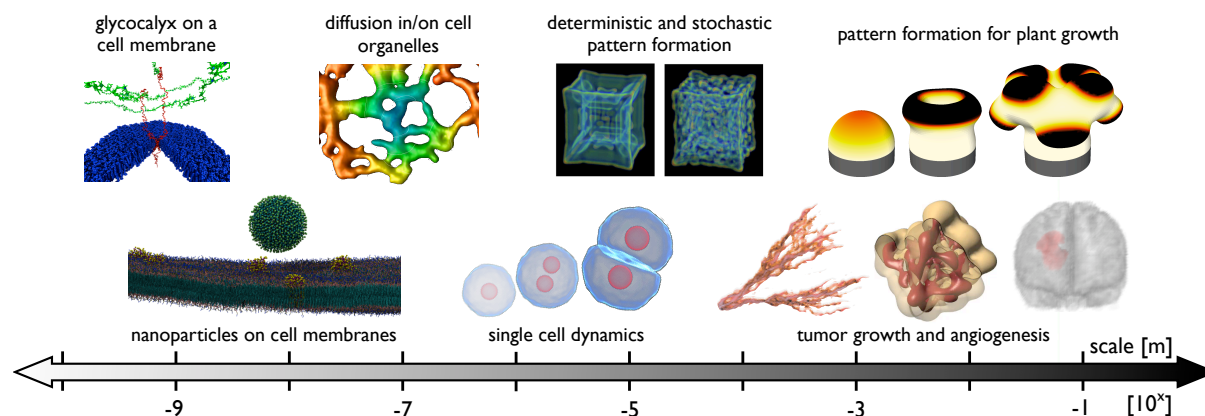 glycocalyx on a
cell membrane
diffusion in/on cell
organelles
deterministic and stochastic
pattern formation
pattern formation for plant growth
nanoparticles on cell membranes
single cell dynamics
tumor growth and angiogenesis
scale [m]
-9
-7
-5
-3
-1
[10ˣ]